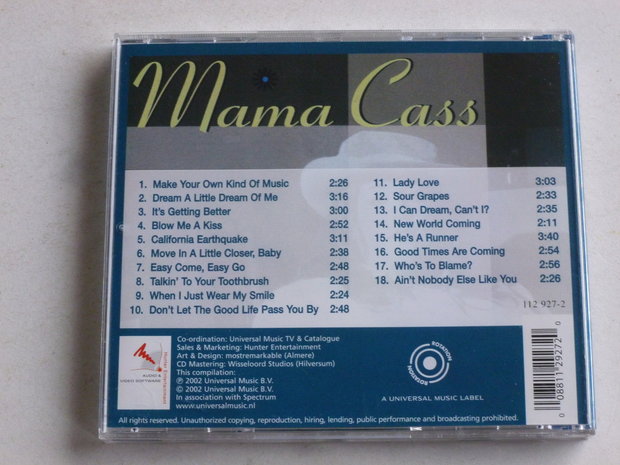 Mama Cass
1. Make Your Own Kind Of Music 2:26
2. Dream A Little Dream Of Me 3:16
3. It's Getting Better 3:00
4. Blow Me A Kiss 2:52
5. California Earthquake 3:11
6. Move In A Little Closer, Baby 2:38
7. Easy Come, Easy Go 2:48
8. Talkin' To Your Toothbrush 2:25
9. When I Just Wear My Smile 2:24
10. Don't Let The Good Life Pass You By 2:48
11. Lady Love 3:03
12. Sour Grapes 2:33
13. I Can Dream, Can't I? 2:35
14. New World Coming 2:11
15. He's A Runner 3:40
16. Good Times Are Coming 2:54
17. Who's To Blame? 2:56
18. Ain't Nobody Else Like You 2:26
112 927-2
AUDIO &
VIDEO SOFTWARE
Co-ordination: Universal Music TV & Catalogue
Sales & Marketing: Hunter Entertainment
Art & Design: mostremarkable (Almere)
CD Mastering: Wisseloord Studios (Hilversum)
This compilation:
℗ 2002 Universal Music B.V.
© 2002 Universal Music B.V.
In association with Spectrum
www.universalmusic.nl
ROTATION
ROTATION
A UNIVERSAL MUSIC LABEL
0 08811 29272 0
All rights reserved. Unauthorized copying, reproduction, hiring, lending, public performance and broadcasting prohibited.